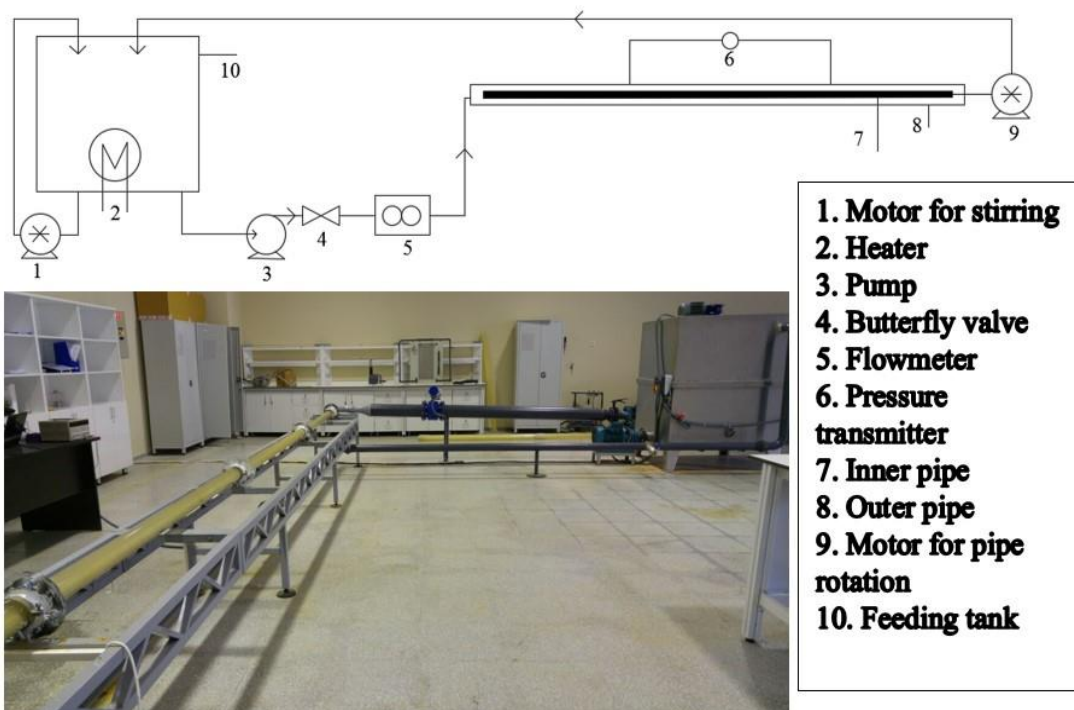 10
6
7
8
9
2
1
3
4
5
1. Motor for stirring
2. Heater
3. Pump
4. Butterfly valve
5. Flowmeter
6. Pressure
transmitter
7. Inner pipe
8. Outer pipe
9. Motor for pipe
rotation
10. Feeding tank